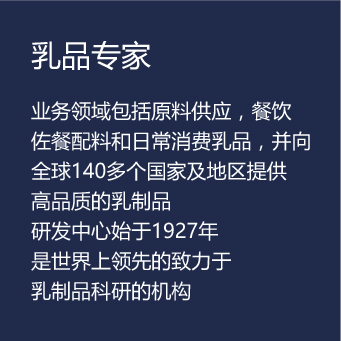 乳品专家
业务领域包括原料供应，餐饮
佐餐配料和日常消费乳品，并向
全球140多个国家及地区提供
高品质的乳制品
研发中心始于1927年
是世界上领先的致力于
乳制品科研的机构